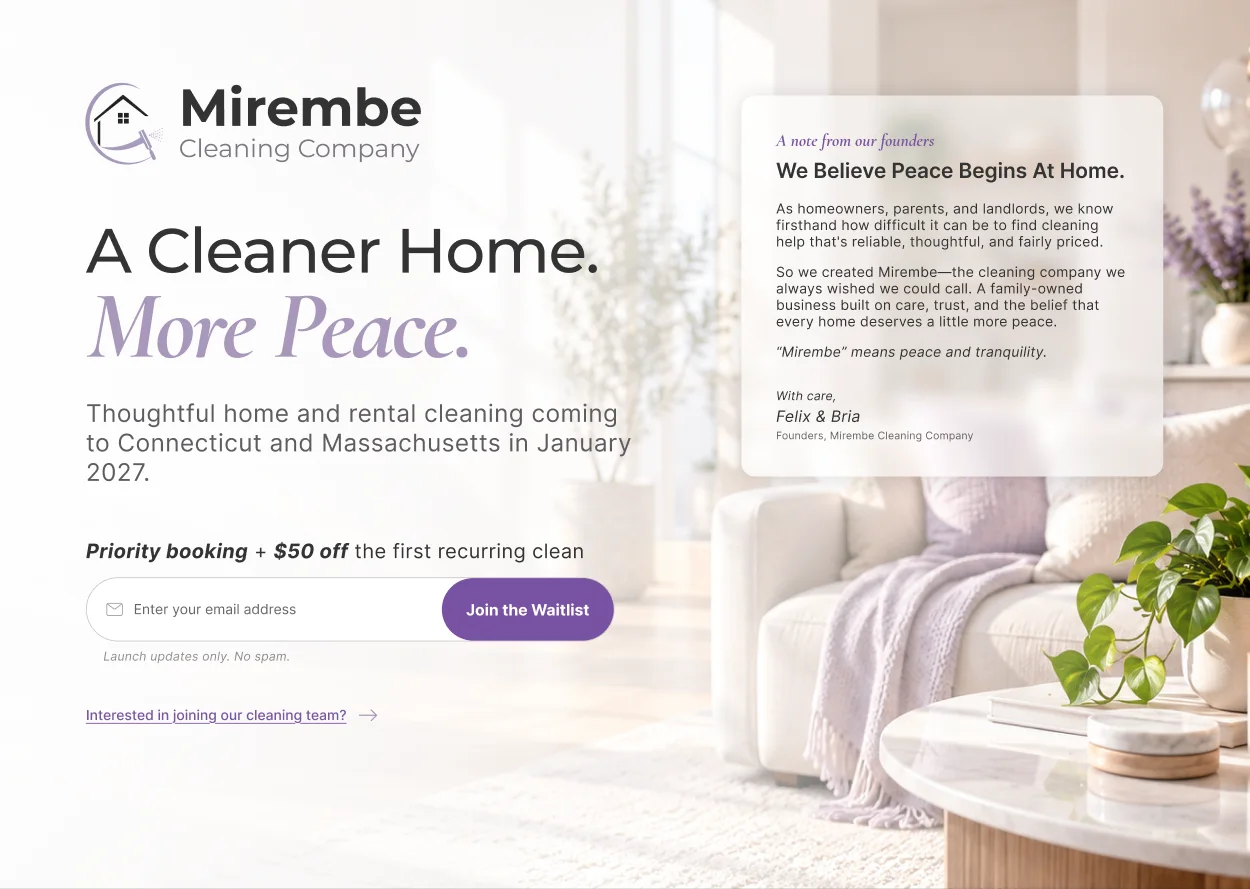 Mirembe
Cleaning Company
A Cleaner Home.
More Peace.
Thoughtful home and rental cleaning coming
to Connecticut and Massachusetts in January
2027.
Priority booking + $50 off the first recurring clean
Enter your email address
Join the Waitlist
Launch updates only. No spam.
Interested in joining our cleaning team?
A note from our founders
We Believe Peace Begins At Home.
As homeowners, parents, and landlords, we know
firsthand how difficult it can be to find cleaning
help that's reliable, thoughtful, and fairly priced.
So we created Mirembe—the cleaning company we
always wished we could call. A family-owned
business built on care, trust, and the belief that
every home deserves a little more peace.
“Mirembe” means peace and tranquility.
With care,
Felix & Bria
Founders, Mirembe Cleaning Company